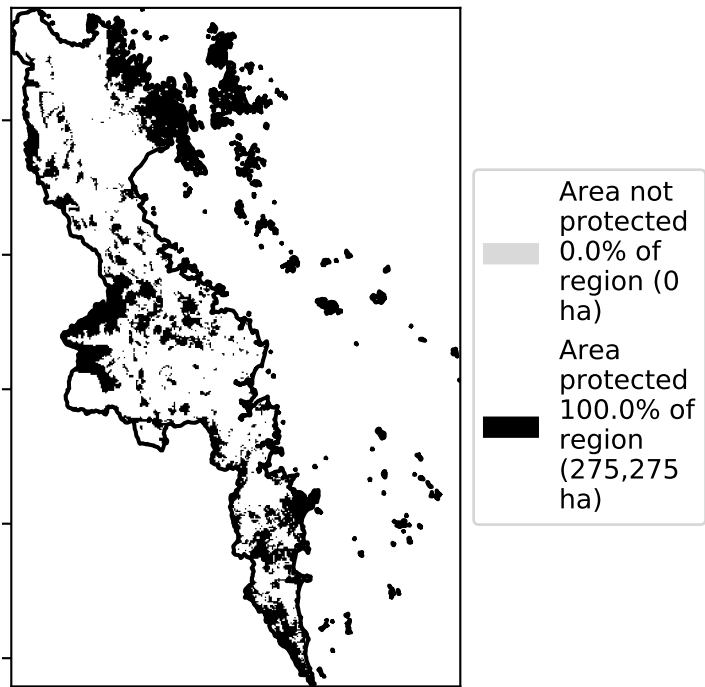 Area not
protected
0.0% of
region (0
ha)
Area
protected
100.0% of
region
(275,275
ha)